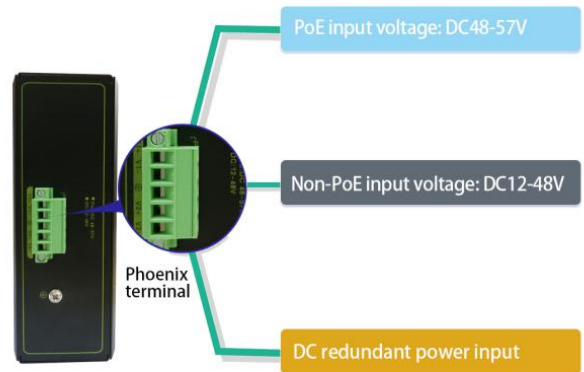 PoE input voltage: DC48-57V
Non-PoE input voltage: DC12-48V
Phoenix
terminal
DC redundant power input